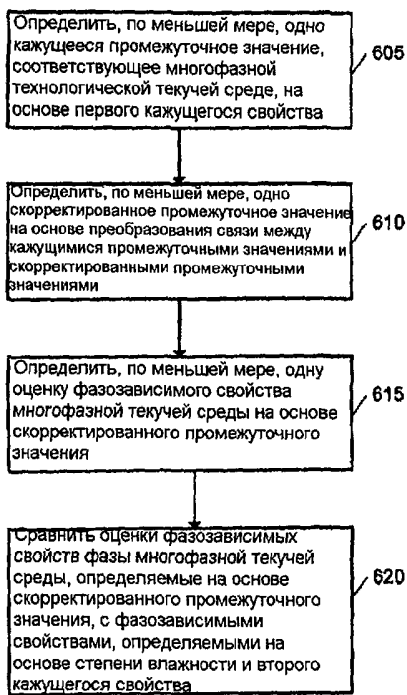 Определить, по меньшей мере, одно
кажущееся промежуточное значение,
соответствующее многофазной
технологической текучей среде, на
основе первого кажущегося свойства
605
Определить, по меньшей мере, одно
скорректированное промежуточное значение
на основе преобразования связи между
кажущимися промежуточными значениями и
скорректированными промежуточными
значениями
610
Определить, по меньшей мере, одну
оценку фазозависимого свойства
многофазной текучей среды на основе
скорректированного промежуточного
значения
615
Сравнить оценки фазозависимых
свойств фазы многофазной текучей
среды, определяемые на основе
скорректированного промежуточного
значения, с фазозависимыми
свойствами, определяемыми на
основе степени влажности и второго
кажущегося свойства
620